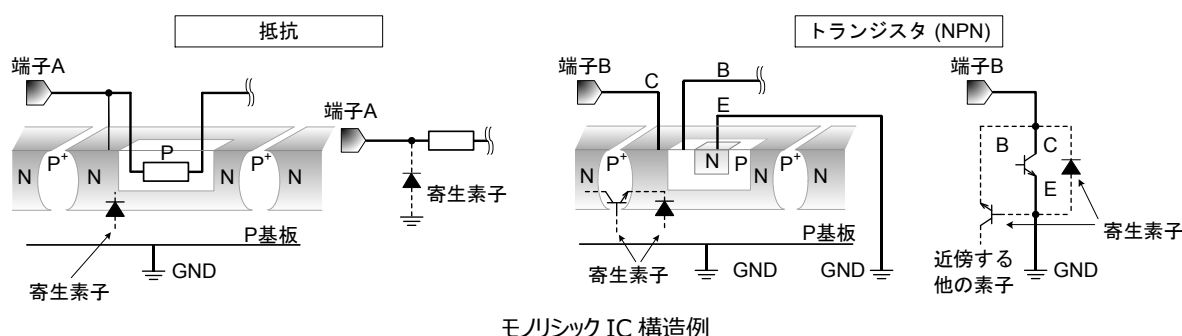 抵抗
端子A
P
N
P⁺
N
N
P⁺
N
P基板
GND
寄生素子
端子A
寄生素子
トランジスタ (NPN)
端子B
C
B
E
N
P⁺
N
P
N
P⁺
N
P基板
寄生素子
GND
GND
端子B
B
C
E
寄生素子
近傍する
他の素子
GND
モノリシック IC 構造例